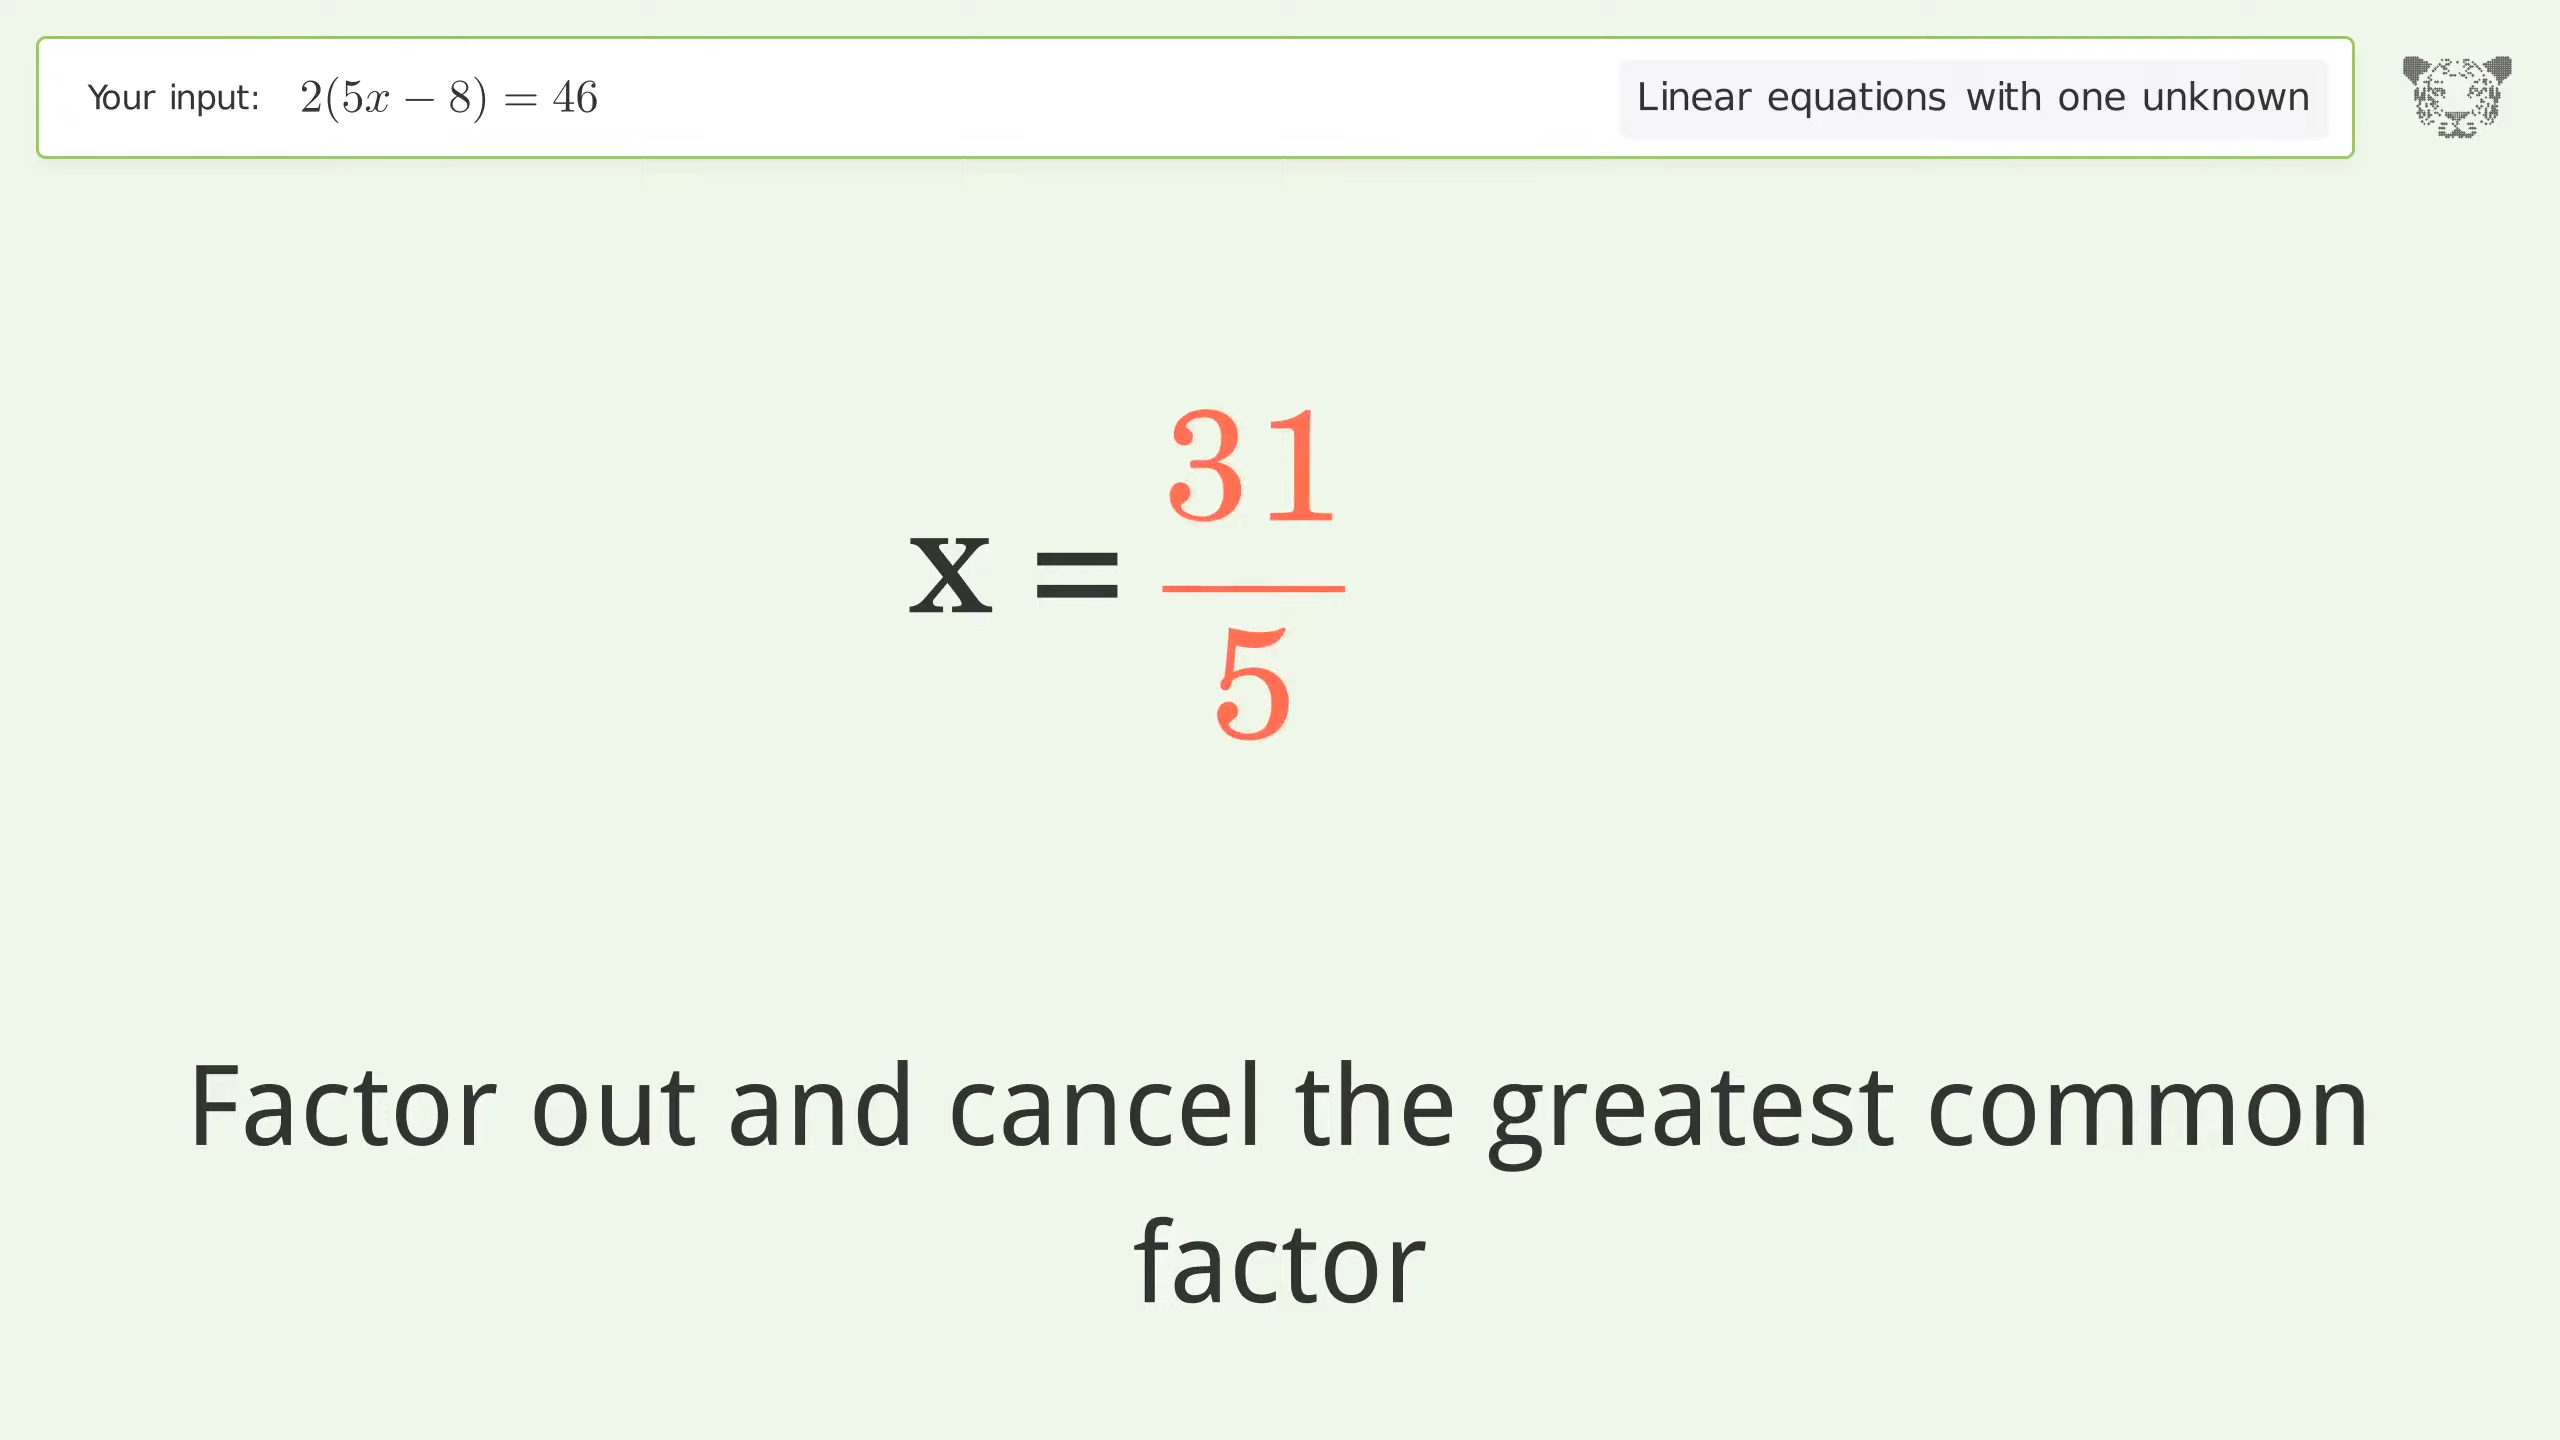 Your input: 2(5x − 8) = 46
Linear equations with one unknown
x = 31/5
Factor out and cancel the greatest common
factor